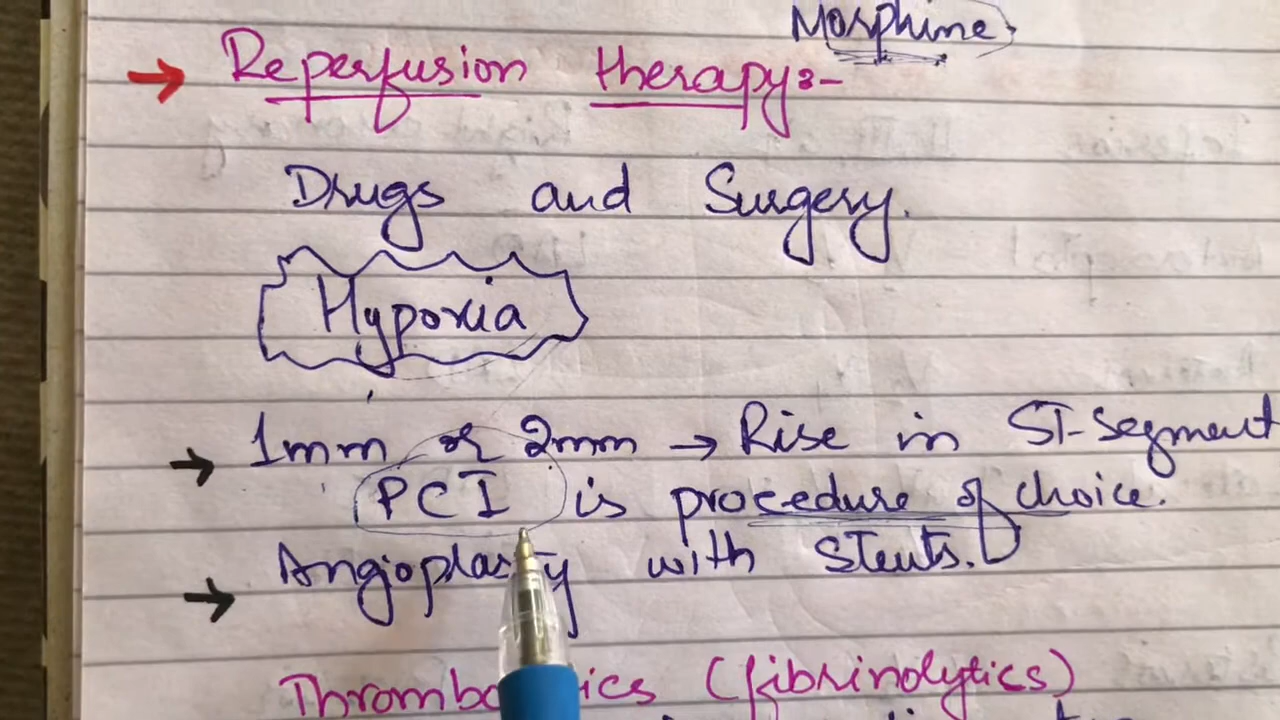 Morphine
→ Reperfusion therapy:-
Drugs and Surgery.
Hypoxia
→ 1mm or 2mm → Rise in ST-Segment
PCI is procedure of choice.
→ Angioplasty with Stents.
(fibrinolytics)